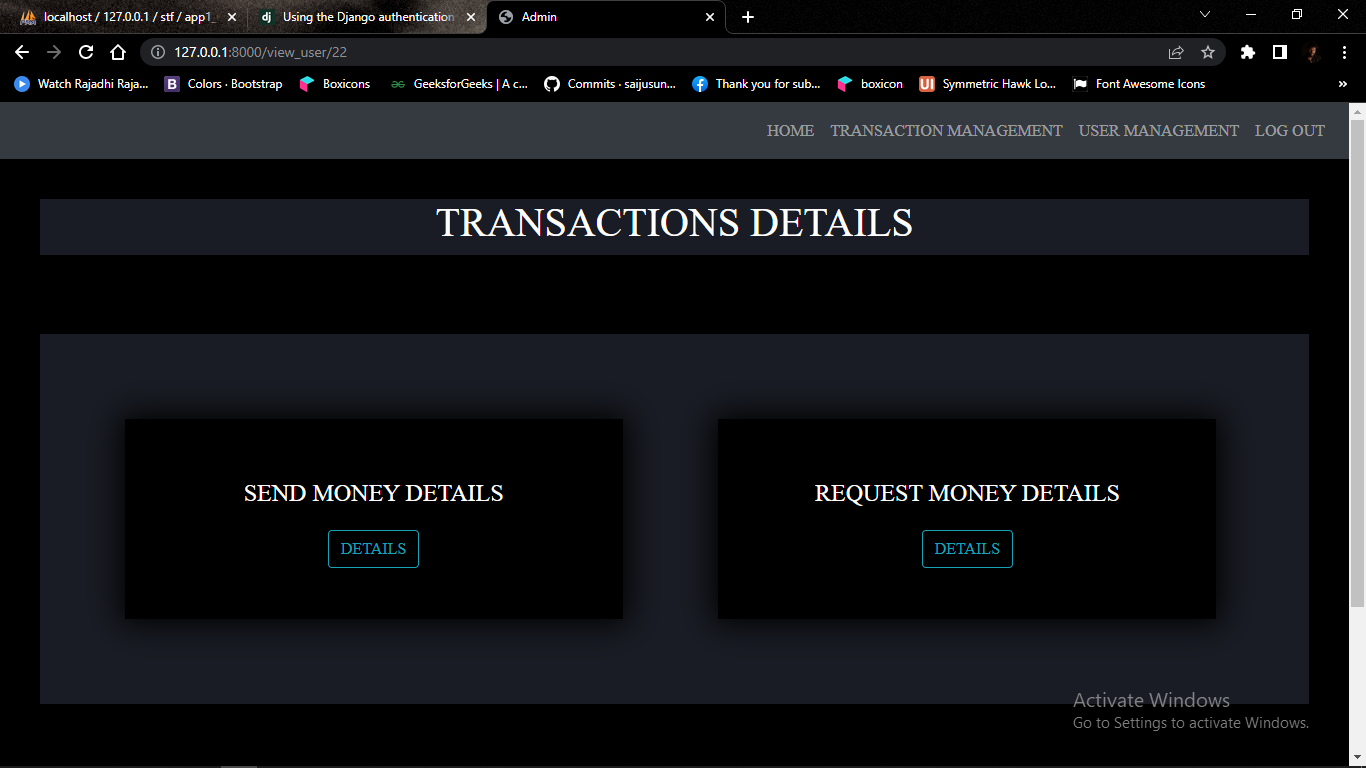 localhost / 127.0.0.1 / stf / app1_
Using the Django authentication
Admin
127.0.0.1:8000/view_user/22
Watch Rajadhi Raja...
Colors · Bootstrap
Boxicons
GeeksforGeeks | A c...
Commits · saijusun...
Thank you for sub...
boxicon
Symmetric Hawk Lo...
Font Awesome Icons
»
HOME
TRANSACTION MANAGEMENT
USER MANAGEMENT
LOG OUT
TRANSACTIONS DETAILS
SEND MONEY DETAILS
DETAILS
REQUEST MONEY DETAILS
DETAILS
Activate Windows
Go to Settings to activate Windows.